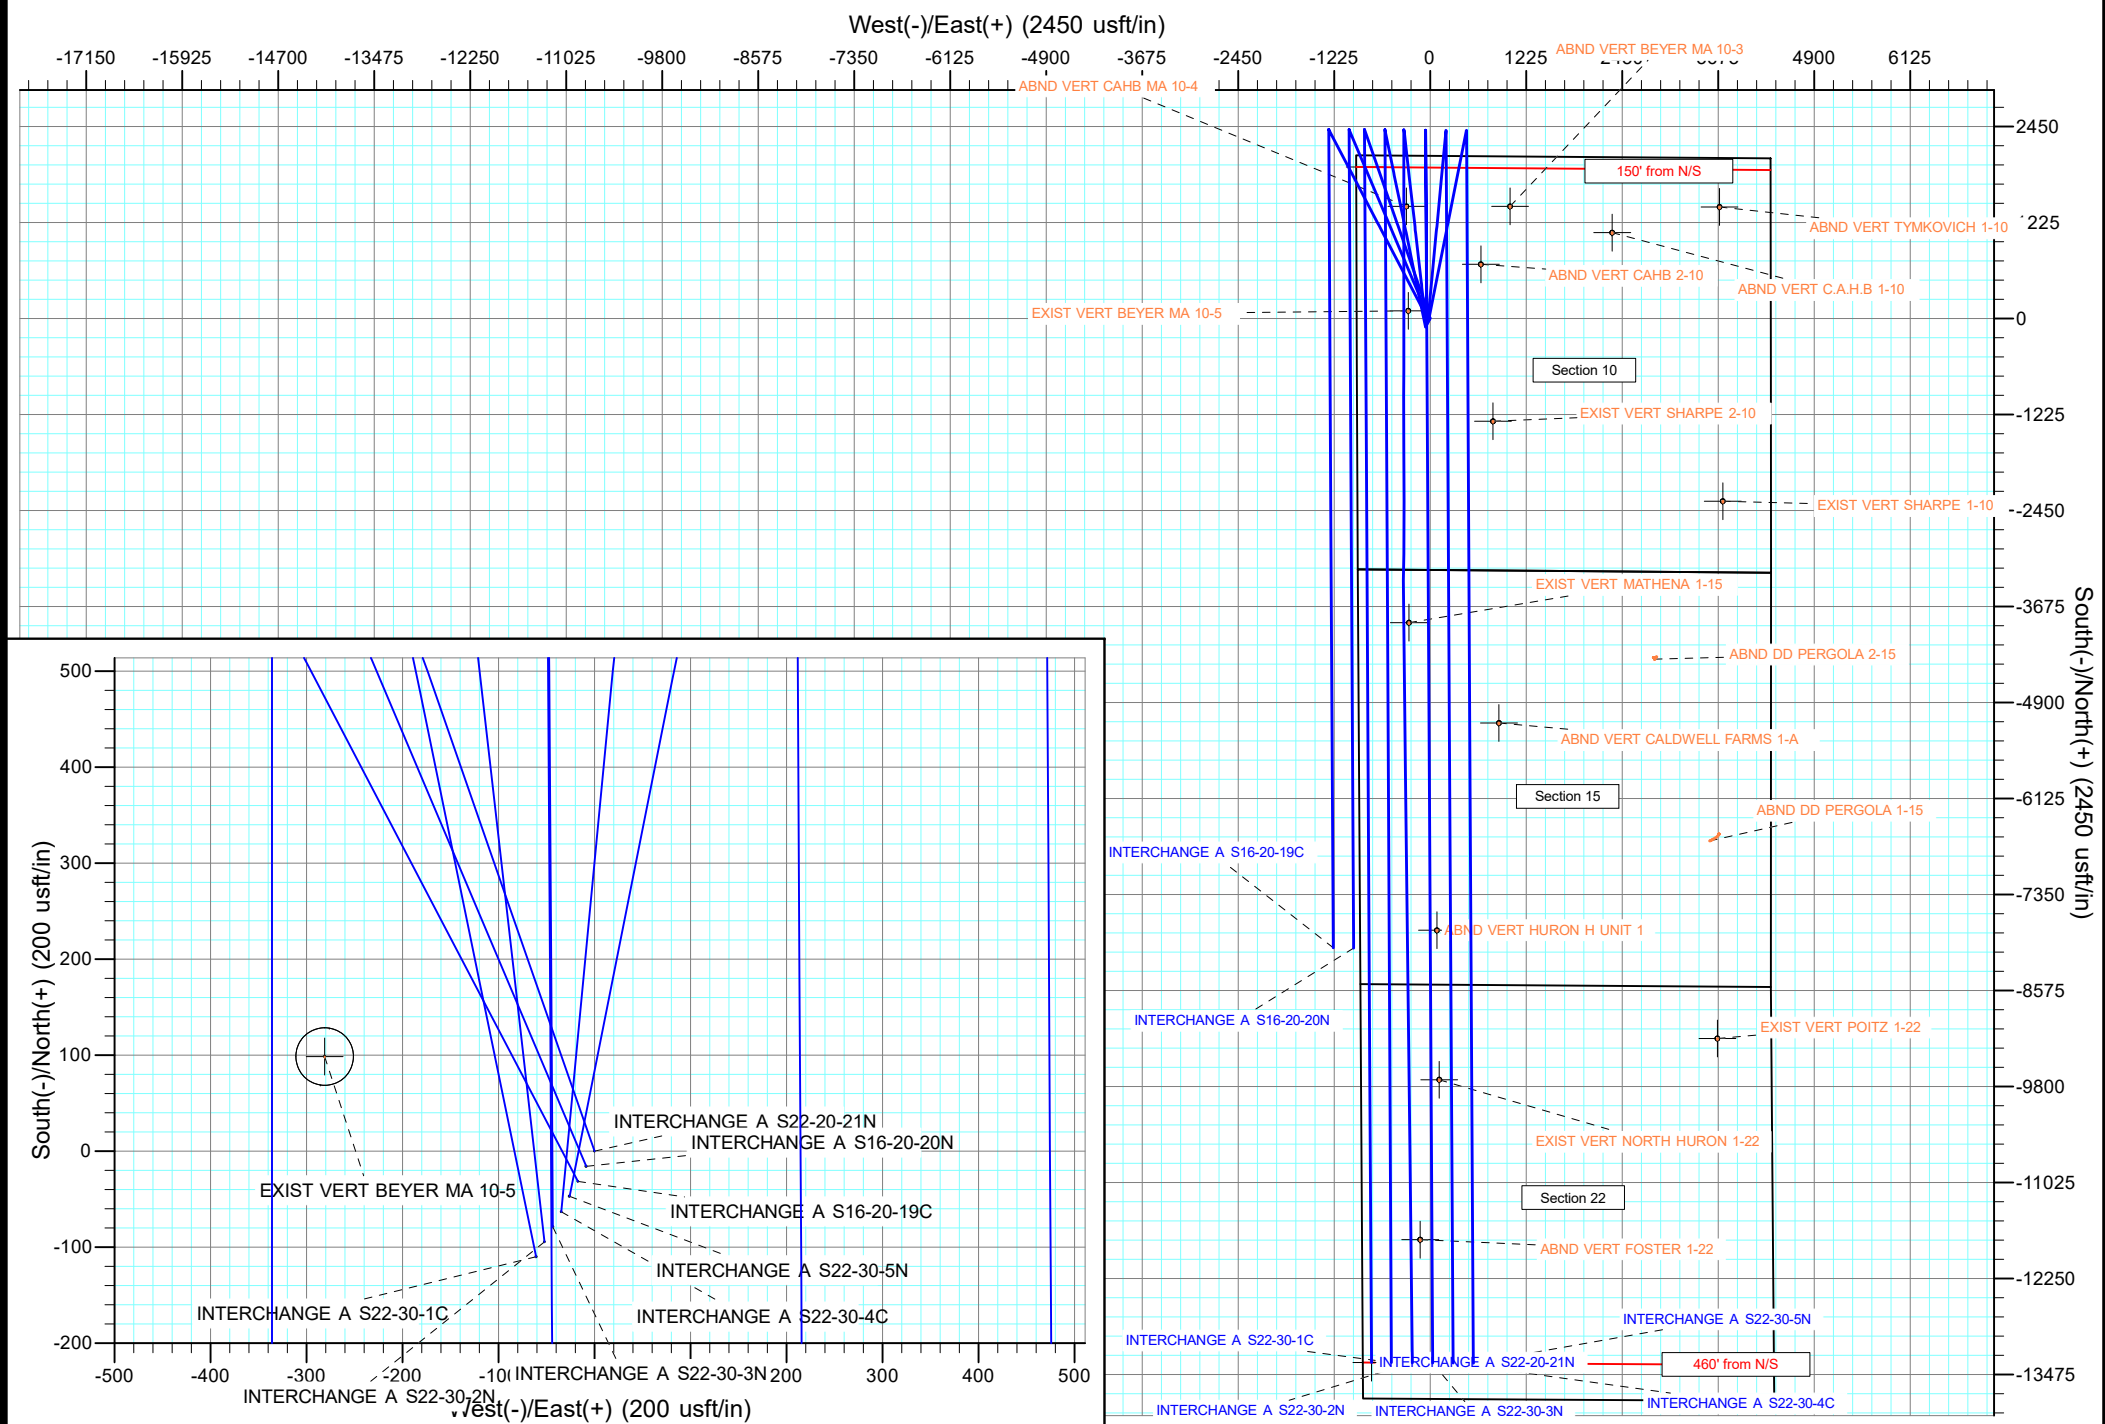 West(-)/East(+) (2450 usft/in)
-17150 -15925 -14700 -13475 -12250 -11025 -9800 -8575 -7350 -6125 -4900 -3675 -2450 -1225 0 1225 2450 3675 4900 6125
ABND VERT BEYER MA 10-3
ABND VERT CAHB MA 10-4
2450
150' from N/S
225
ABND VERT TYMKOVICH 1-10
ABND VERT CAHB 2-10
ABND VERT C.A.H.B 1-10
EXIST VERT BEYER MA 10-5
0
Section 10
-1225
EXIST VERT SHARPE 2-10
EXIST VERT SHARPE 1-10
-2450
EXIST VERT MATHENA 1-15
-3675
ABND DD PERGOLA 2-15
-4900
ABND VERT CALDWELL FARMS 1-A
Section 15
-6125
ABND DD PERGOLA 1-15
South(-)/North(+) (2450 usft/in)
INTERCHANGE A S16-20-19C
-7350
ABND VERT HURON H UNIT 1
-8575
INTERCHANGE A S16-20-20N
EXIST VERT POITZ 1-22
-9800
EXIST VERT NORTH HURON 1-22
-11025
Section 22
ABND VERT FOSTER 1-22
-12250
INTERCHANGE A S22-30-5N
INTERCHANGE A S22-30-1C
INTERCHANGE A S22-20-21N
460' from N/S
-13475
INTERCHANGE A S22-30-2N
INTERCHANGE A S22-30-3N
INTERCHANGE A S22-30-4C
500
400
300
200
100
0
-100
-200
South(-)/North(+) (200 usft/in)
INTERCHANGE A S22-20-21N
INTERCHANGE A S16-20-20N
EXIST VERT BEYER MA 10-5
INTERCHANGE A S16-20-19C
INTERCHANGE A S22-30-5N
INTERCHANGE A S22-30-1C
INTERCHANGE A S22-30-4C
INTERCHANGE A S22-30-3N
INTERCHANGE A S22-30-2N
-500 -400 -300 -200 -100 200 300 400 500
West(-)/East(+) (200 usft/in)